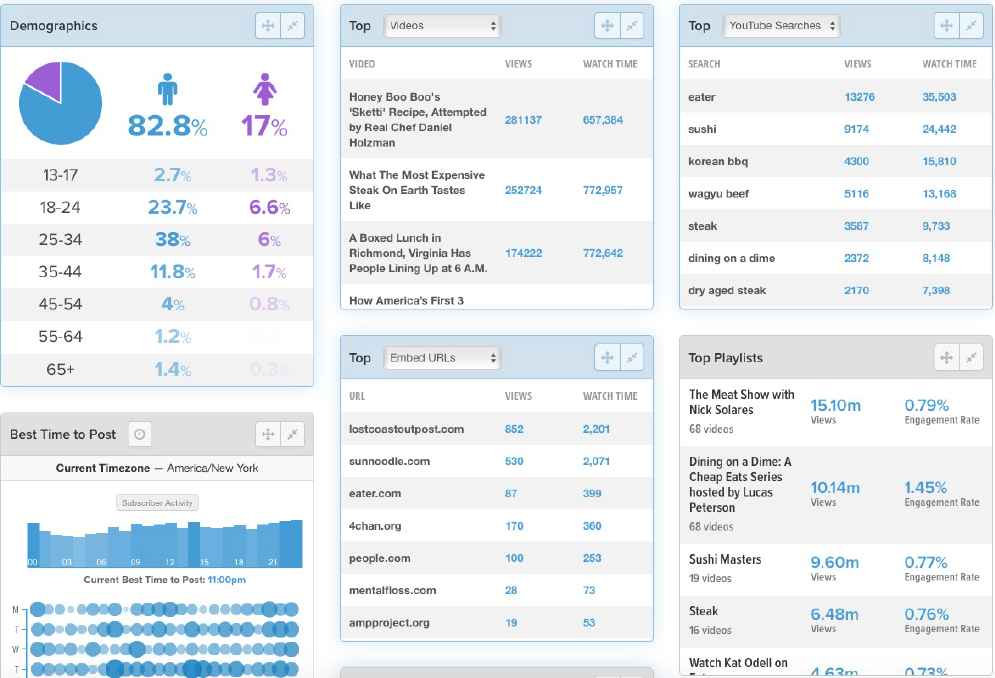 Demographics
82.8% 17%
13-17 2.7% 1.3%
18-24 23.7% 6.6%
25-34 38% 6%
35-44 11.8% 1.7%
45-54 4% 0.8%
55-64 1.2%
65+ 1.4% 0.3%
Best Time to Post
Current Timezone — America/New York
Subscriber Activity
00 03 06 09 12 15 18 21
Current Best Time to Post: 11:00pm
M
T
W
T
Top Videos
VIDEO VIEWS WATCH TIME
Honey Boo Boo's
'Sketti' Recipe, Attempted
by Real Chef Daniel
Holzman
281137 657,384
What The Most Expensive
Steak On Earth Tastes
Like
252724 772,957
A Boxed Lunch in
Richmond, Virginia Has
People Lining Up at 6 A.M.
174222 772,642
How America's First 3
Top Embed URLs
URL VIEWS WATCH TIME
lostcoastoutpost.com 852 2,201
sunnoodle.com 530 2,071
eater.com 87 399
4chan.org 170 360
people.com 100 253
mentalfloss.com 28 73
ampproject.org 19 53
Top YouTube Searches
SEARCH VIEWS WATCH TIME
eater 13276 35,503
sushi 9174 24,442
korean bbq 4300 15,810
wagyu beef 5116 13,168
steak 3587 9,733
dining on a dime 2372 8,148
dry aged steak 2170 7,398
Top Playlists
The Meat Show with
Nick Solares
68 videos
15.10m 0.79%
Views Engagement Rate
Dining on a Dime: A
Cheap Eats Series
hosted by Lucas
Peterson
68 videos
10.14m 1.45%
Views Engagement Rate
Sushi Masters
19 videos
9.60m 0.77%
Views Engagement Rate
Steak
16 videos
6.48m 0.76%
Views Engagement Rate
Watch Kat Odell on
4.63m 0.73%